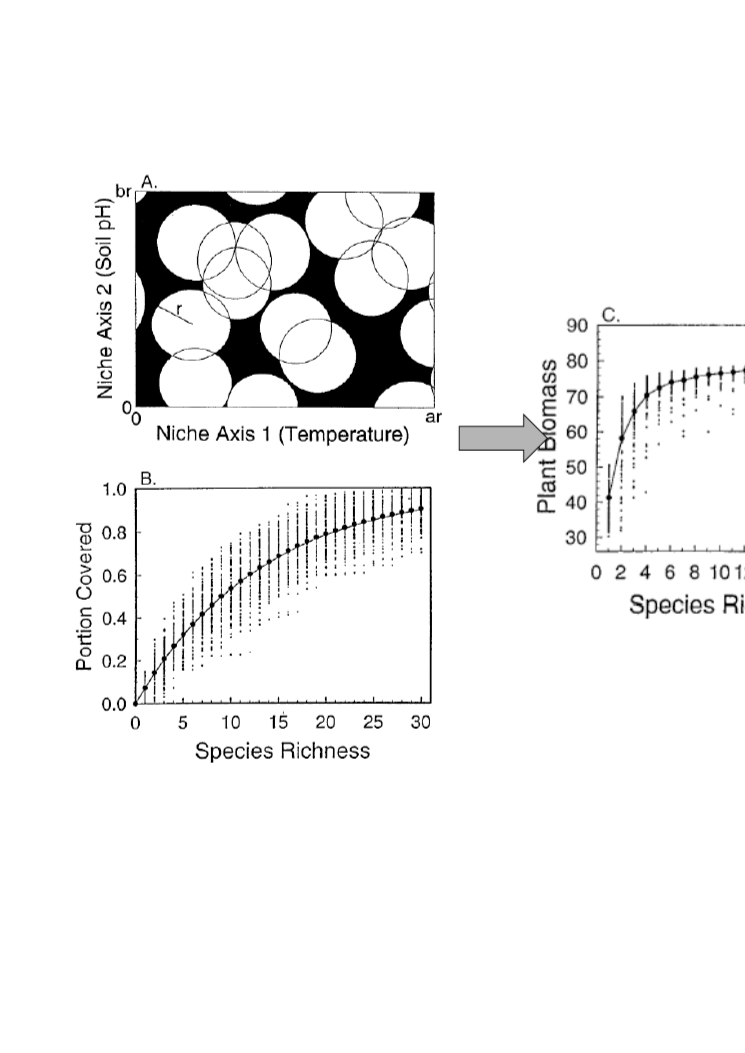 A.
br
Niche Axis 2 (Soil pH)
r
0
0
ar
Niche Axis 1 (Temperature)
B.
1.0
0.8
0.6
0.4
0.2
0.0
Portion Covered
0 5 10 15 20 25 30
Species Richness
C.
90
80
70
60
50
40
30
Plant Biomass
0 2 4 6 8 10 1
Species Ri